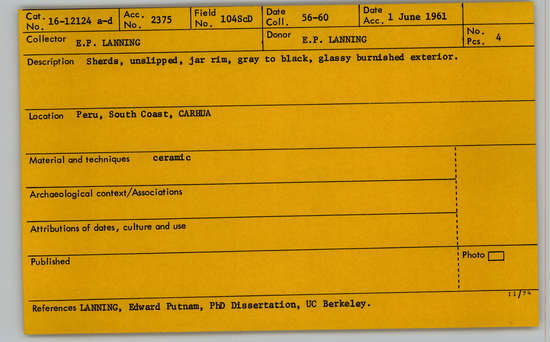 Cat. No. 16-12124 a-d Acc. No. 2375 Field No. 104ScD Date Coll. 56-60 Date Acc. 1 June 1961
Collector E.P. LANNING Donor E.P. LANNING No. Pcs. 4
Description Sherds, unslipped, jar rim, gray to black, glassy burnished exterior.
Location Peru, South Coast, CARHUA
Material and techniques ceramic
Archaeological context/Associations
Attributions of dates, culture and use
Published Photo
11/74
References LANNING, Edward Putnam, PhD Dissertation, UC Berkeley.